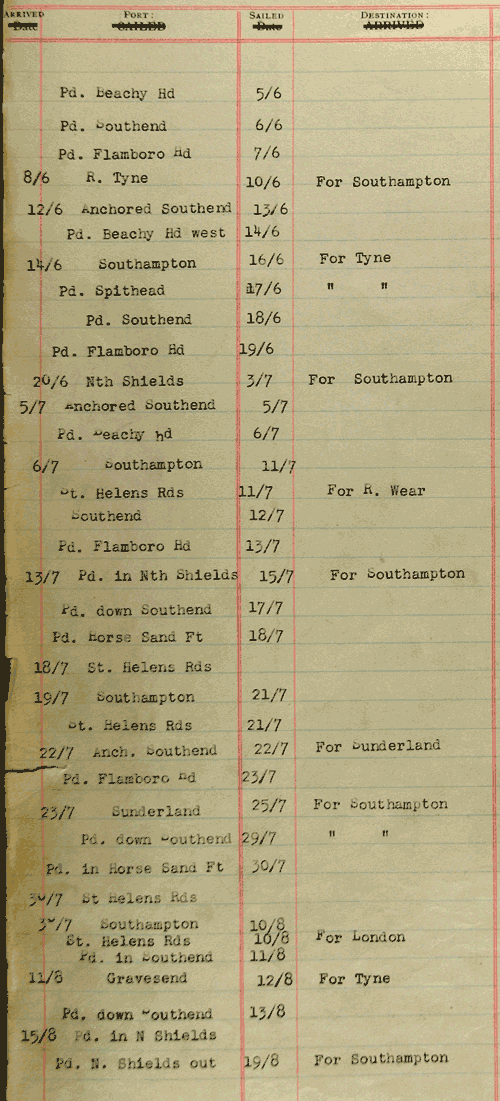 ARRIVED PORT: SAILED DESTINATION:
Date SAILED Date ARRIVED
Pd. Beachy Hd 5/6
Pd. Southend 6/6
Pd. Flamboro Hd 7/6
8/6 R. Tyne 10/6 For Southampton
12/6 Anchored Southend 13/6
Pd. Beachy Hd west 14/6
14/6 Southampton 16/6 For Tyne
Pd. Spithead 17/6 " "
Pd. Southend 18/6
Pd. Flamboro Hd 19/6
20/6 Nth Shields 3/7 For Southampton
5/7 Anchored Southend 5/7
Pd. Beachy hd 6/7
6/7 Southampton 11/7
St. Helens Rds 11/7 For R. Wear
Southend 12/7
Pd. Flamboro Hd 13/7
13/7 Pd. in Nth Shields 15/7 For Southampton
Pd. down Southend 17/7
Pd. Horse Sand Ft 18/7
18/7 St. Helens Rds
19/7 Southampton 21/7
St. Helens Rds 21/7
22/7 Anch. Southend 22/7 For Sunderland
Pd. Flamboro Hd 23/7
23/7 Sunderland 25/7 For Southampton
Pd. down Southend 29/7 " "
Pd. in Horse Sand Ft 30/7
30/7 St Helens Rds
30/7 Southampton 10/8
St. Helens Rds 10/8 For London
Pd. in Southend 11/8
11/8 Gravesend 12/8 For Tyne
Pd. down Southend 13/8
15/8 Pd. in N Shields
Pd. N. Shields out 19/8 For Southampton